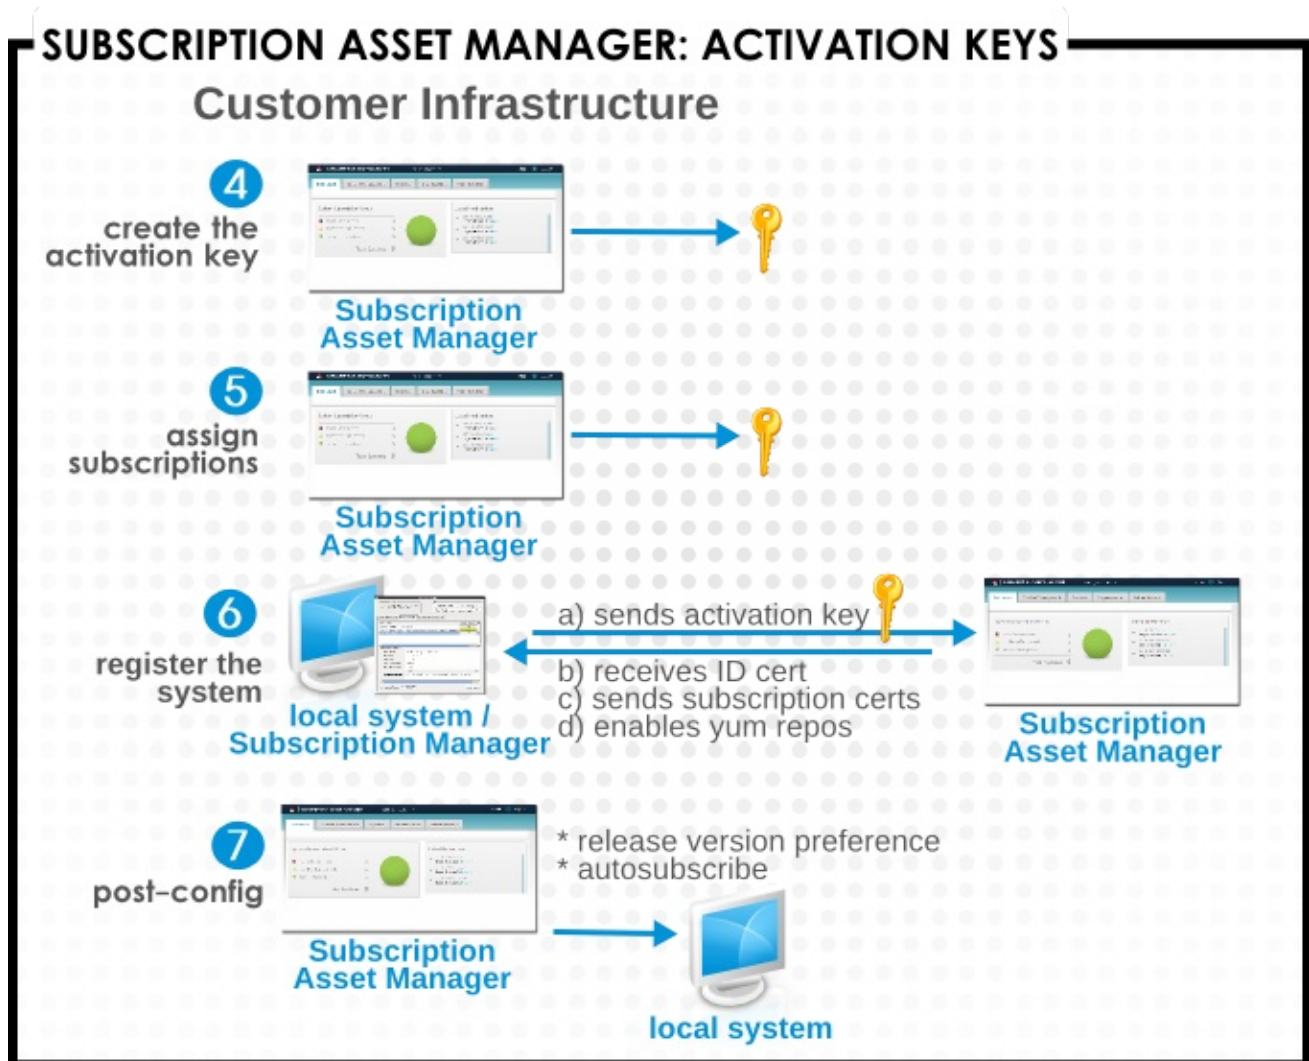 SUBSCRIPTION ASSET MANAGER: ACTIVATION KEYS
Customer Infrastructure
4
create the
activation key
Subscription
Asset Manager
5
assign
subscriptions
Subscription
Asset Manager
6
register the
system
local system /
Subscription Manager
a) sends activation key
b) receives ID cert
c) sends subscription certs
d) enables yum repos
Subscription
Asset Manager
7
post-config
Subscription
Asset Manager
* release version preference
* autosubscribe
local system